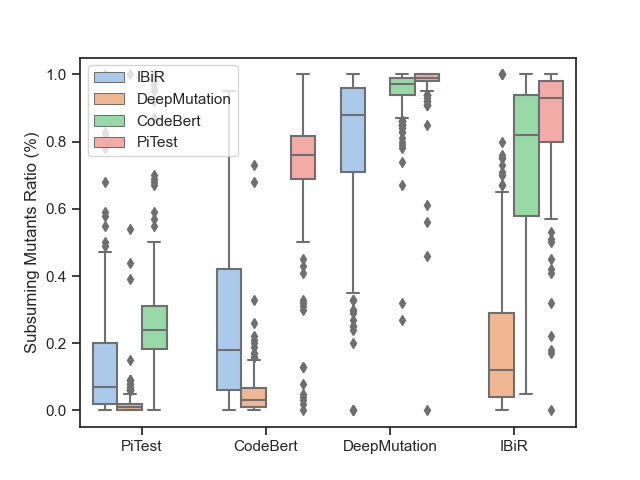 IBiR
DeepMutation
CodeBert
PiTest
Subsuming Mutants Ratio (%)
1.0
0.8
0.6
0.4
0.2
0.0
PiTest
CodeBert
DeepMutation
IBiR